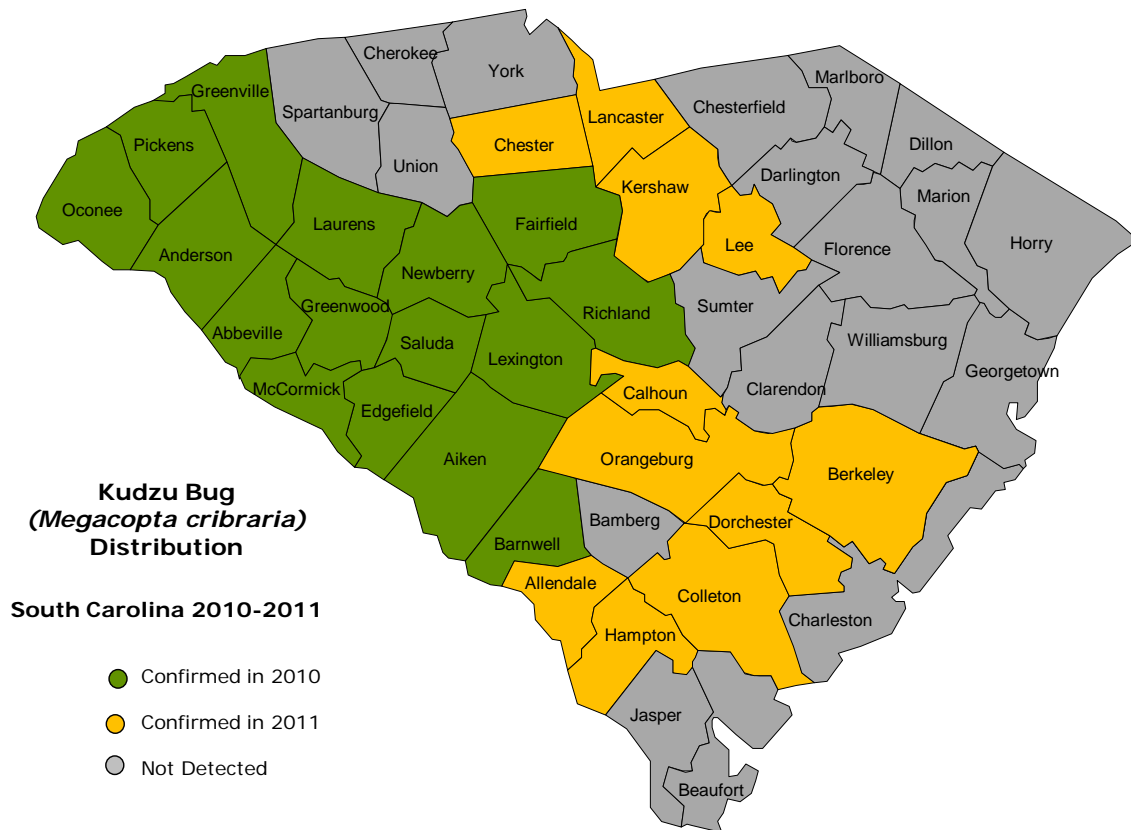 Cherokee
York
Marlboro
Greenville
Spartanburg
Chesterfield
Lancaster
Pickens
Chester
Dillon
Union
Darlington
Kershaw
Marion
Oconee
Laurens
Fairfield
Lee
Florence
Horry
Anderson
Newberry
Greenwood
Richland
Sumter
Abbeville
Saluda
Williamsburg
Lexington
Georgetown
McCormick
Calhoun
Clarendon
Edgefield
Aiken
Orangeburg
Berkeley
Kudzu Bug
(Megacopta cribraria)
Distribution
Bamberg
Dorchester
Barnwell
Allendale
Colleton
South Carolina 2010-2011
Charleston
Hampton
Confirmed in 2010
Jasper
Confirmed in 2011
Not Detected
Beaufort